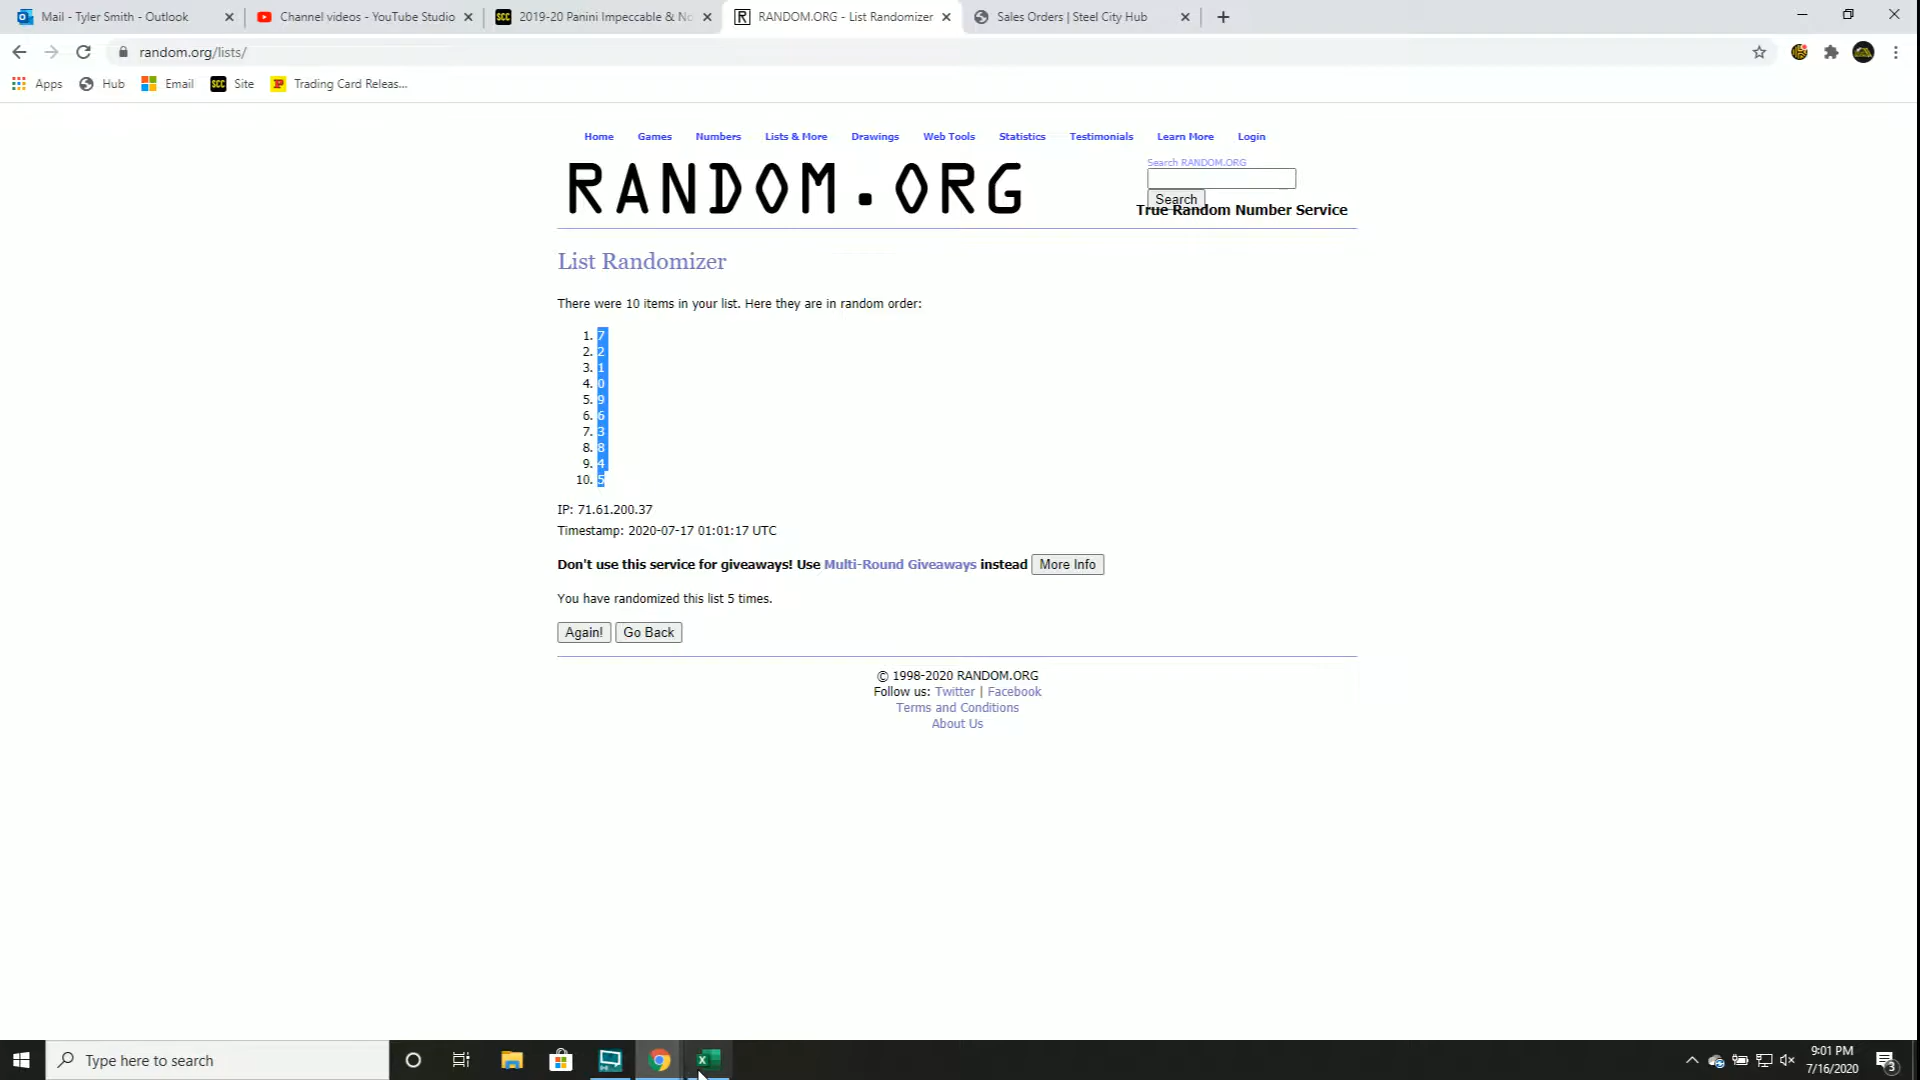 Mail - Tyler Smith - Outlook
Channel videos - YouTube Studio
SCC 2019-20 Panini Impeccable & No
R RANDOM.ORG - List Randomizer
Sales Orders | Steel City Hub
random.org/lists/
Apps Hub Email SCC Site Trading Card Releas...
Home Games Numbers Lists & More Drawings Web Tools Statistics Testimonials Learn More Login
RANDOM.ORG
Search RANDOM.ORG
Search
True Random Number Service
List Randomizer
There were 10 items in your list. Here they are in random order:
1. 7
2. 2
3. 1
4. 0
5. 9
6. 6
7. 3
8. 8
9. 4
10. 5
IP: 71.61.200.37
Timestamp: 2020-07-17 01:01:17 UTC
Don't use this service for giveaways! Use Multi-Round Giveaways instead More Info
You have randomized this list 5 times.
Again! Go Back
© 1998-2020 RANDOM.ORG
Follow us: Twitter | Facebook
Terms and Conditions
About Us
Type here to search
9:01 PM
7/16/2020
3